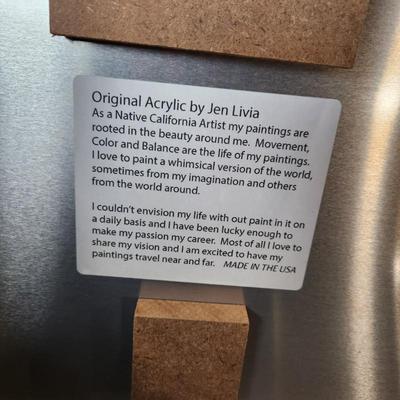 Original Acrylic by Jen Livia
As a Native California Artist my paintings are
rooted in the beauty around me. Movement,
Color and Balance are the life of my paintings.
I love to paint a whimsical version of the world,
sometimes from my imagination and others
from the world around.
I couldn't envision my life with out paint in it on
a daily basis and I have been lucky enough to
make my passion my career. Most of all I love to
share my vision and I am excited to have my
paintings travel near and far. MADE IN THE USA